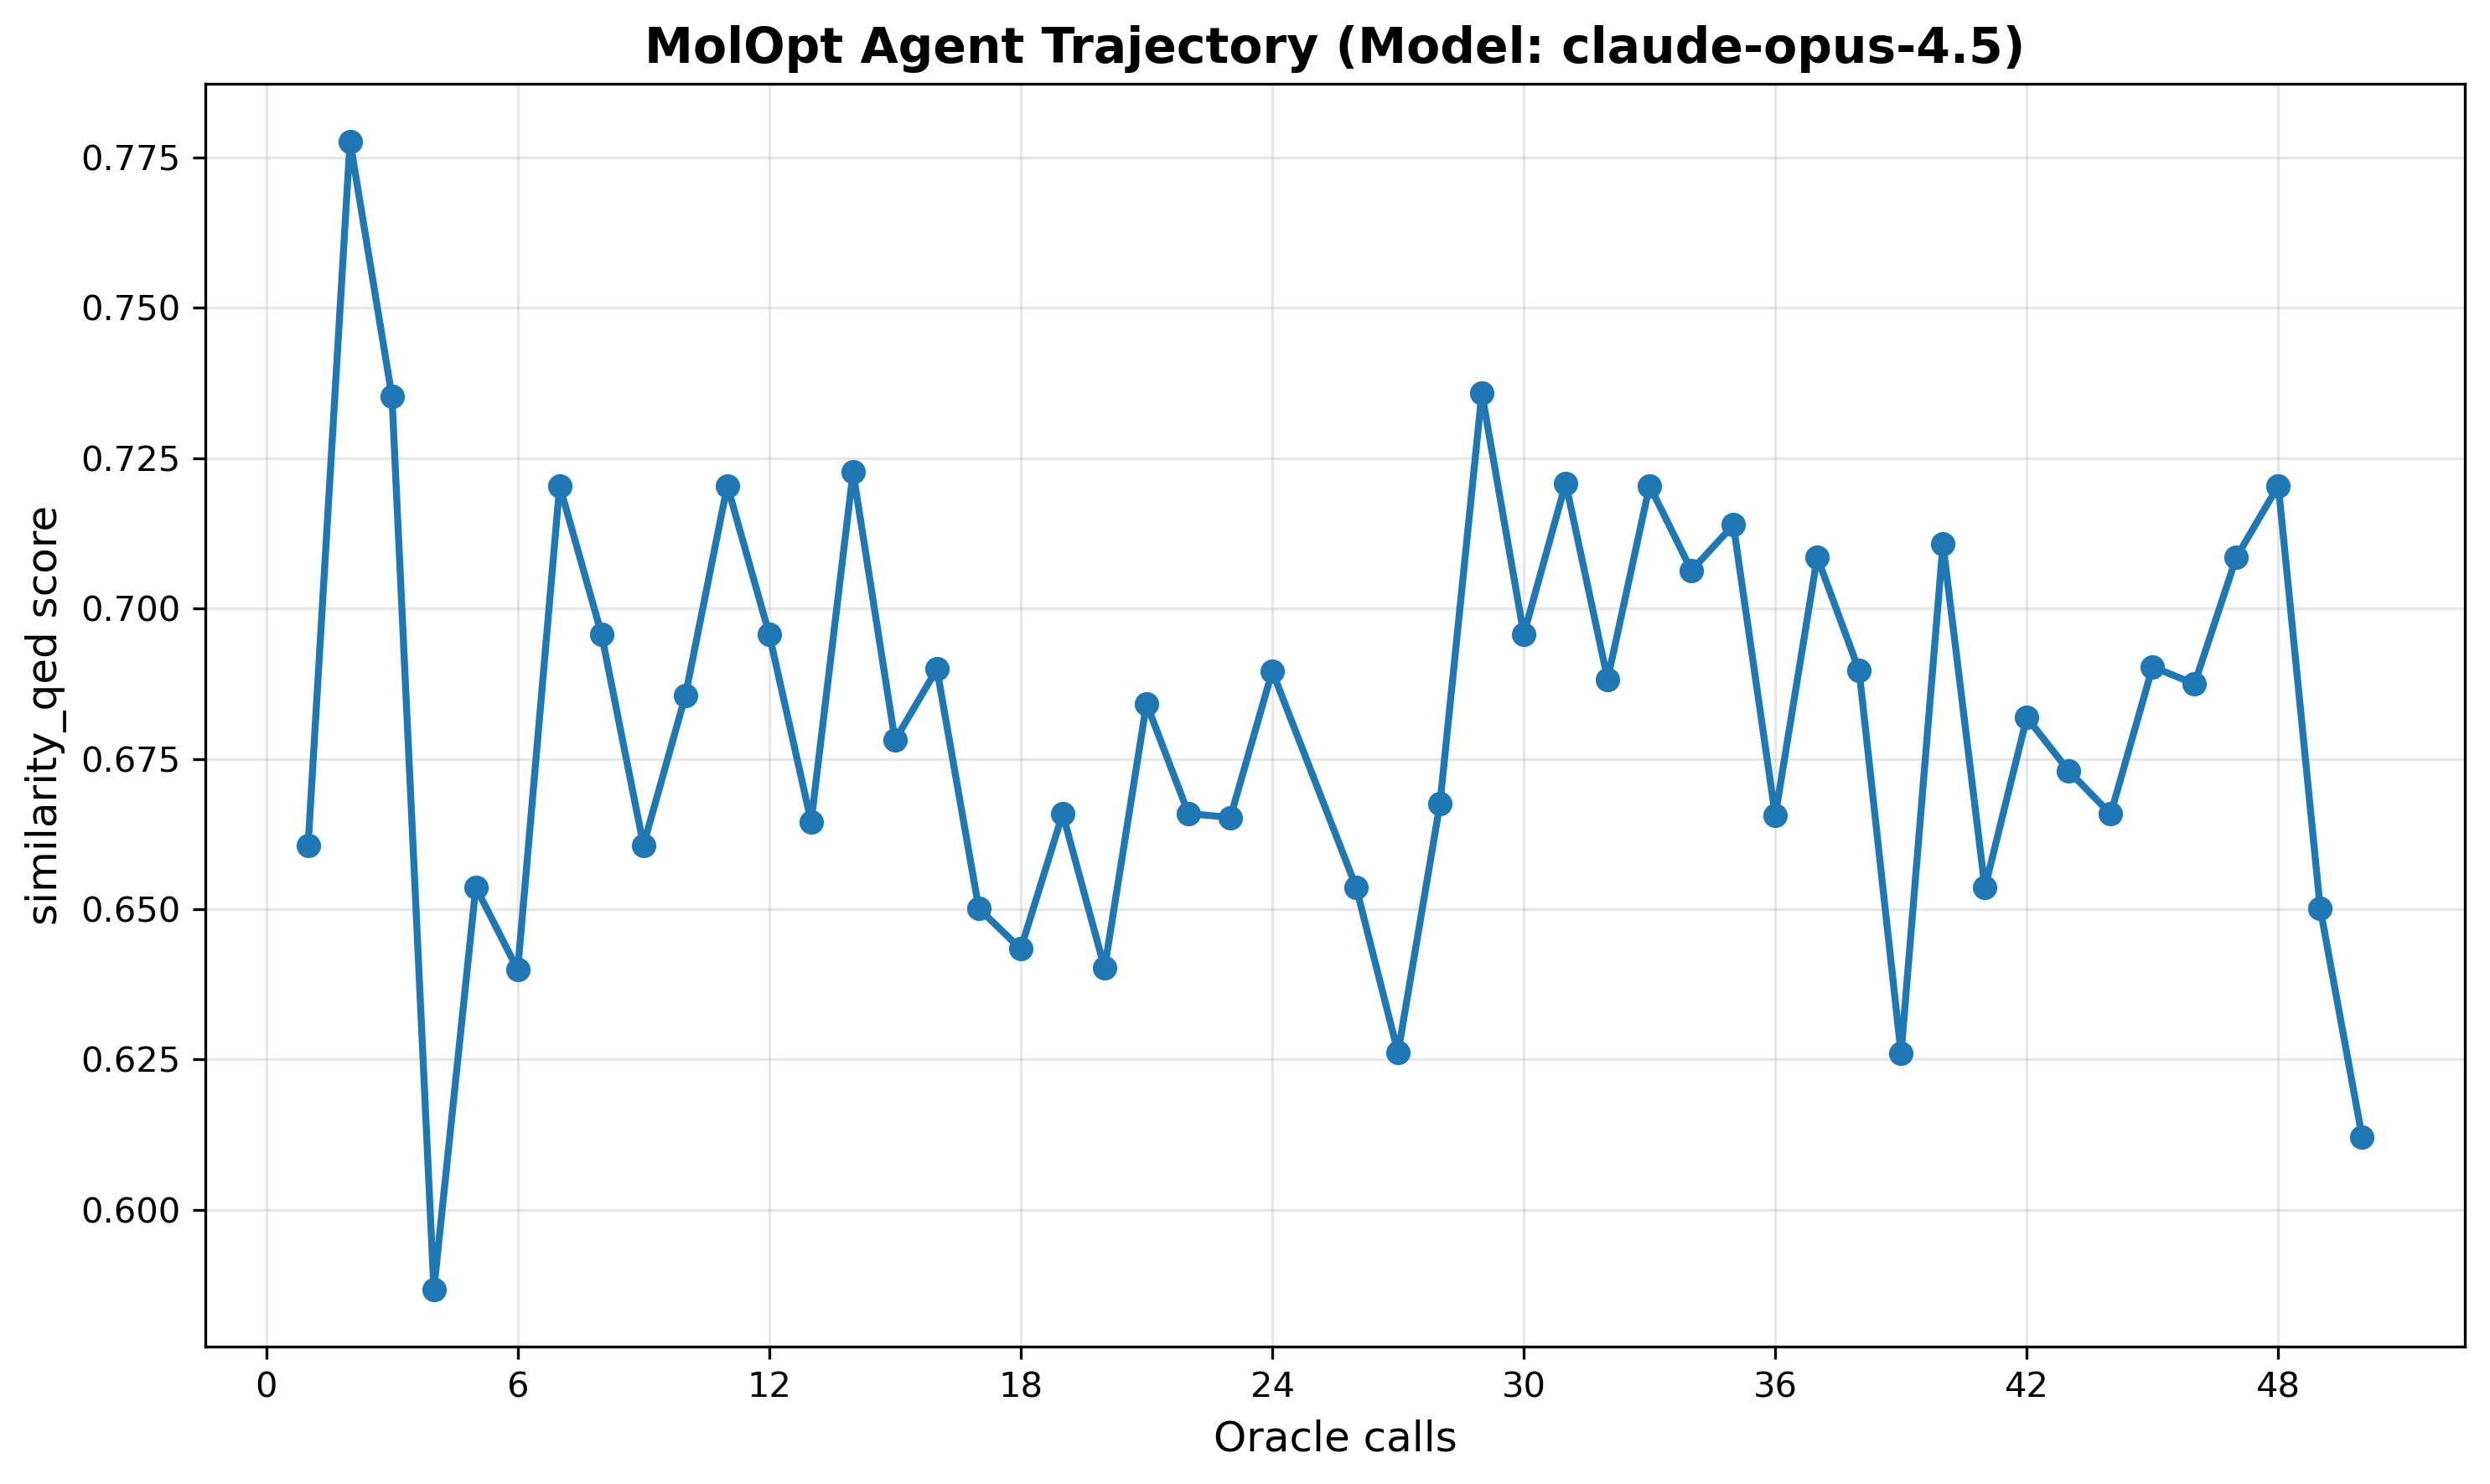 MolOpt Agent Trajectory (Model: claude-opus-4.5)
similarity_qed score
0.775
0.750
0.725
0.700
0.675
0.650
0.625
0.600
0 6 12 18 24 30 36 42 48
Oracle calls